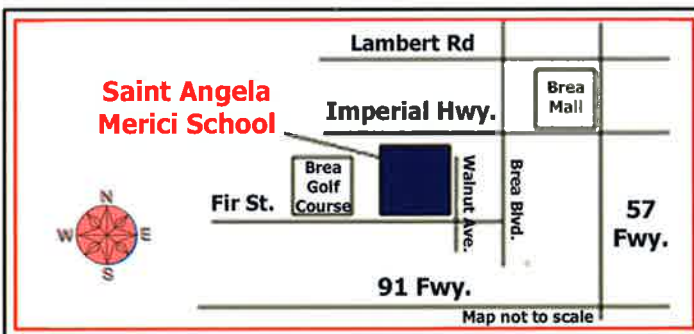 Lambert Rd
Saint Angela
Merici School
Imperial Hwy.
Brea
Mall
Brea
Golf
Course
Walnut Ave.
Brea Blvd.
Fir St.
N
W
E
S
57
Fwy.
91 Fwy.
Map not to scale